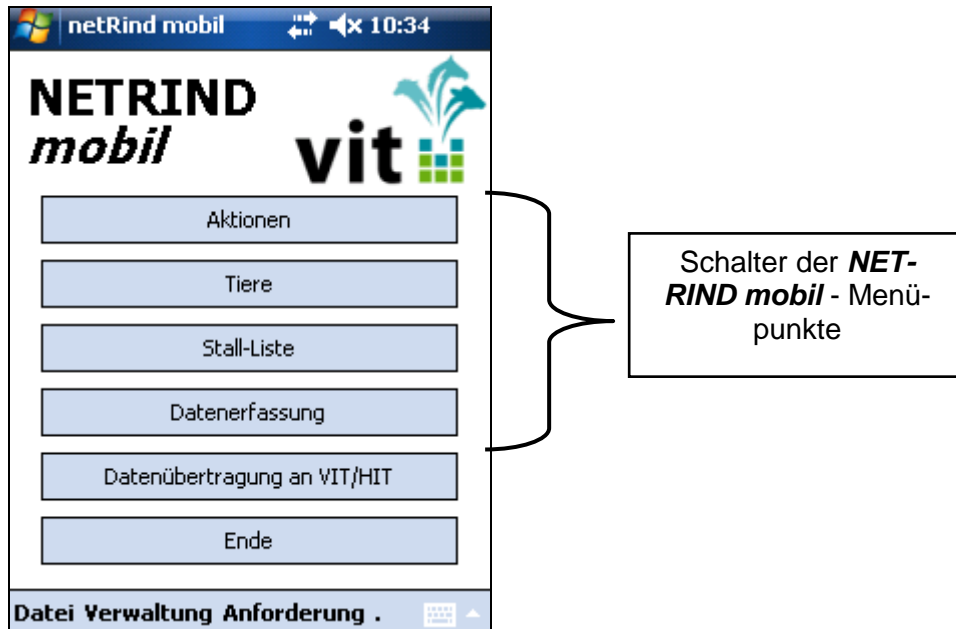 netRind mobil 10:34
NETRIND
mobil
vit
Aktionen
Tiere
Stall-Liste
Datenerfassung
Datenübertragung an VIT/HIT
Ende
Datei Verwaltung Anforderung .
Schalter der NET-
RIND mobil - Menü-
punkte